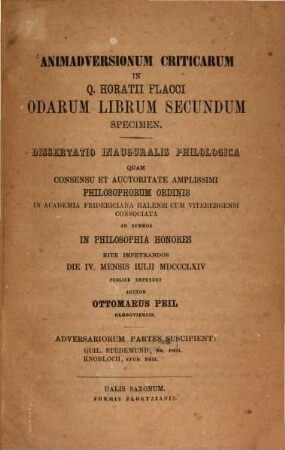 ANIMADVERSIONUM CRITICARUM
IN
Q. HORATII FLACCI
ODARUM LIBRUM SECUNDUM
SPECIMEN.
DISSERTATIO INAUGURALIS PHILOLOGICA
QUAM
CONSENSU ET AUCTORITATE AMPLISSIMI
PHILOSOPHORUM ORDINIS
IN ACADEMIA FRIDERICIANA HALENSI CUM VITEBERGENSI
CONSOCIATA
AD SUMMOS
IN PHILOSOPHIA HONORES
RITE IMPETRANDOS
DIE IV. MENSIS IULII MDCCCLXIV
PUBLICE DEFENDET
AUCTOR
OTTOMARUS PEIL
GLOGOVIENSIS.
ADVERSARIORUM PARTES SUSCIPIENT:
GUIL. STUDEMUND, DR. PHIL.
KNOBLOCH, STUD. PHIL.
HALIS SAXONUM.
FORMIS PLOETZIANIS.